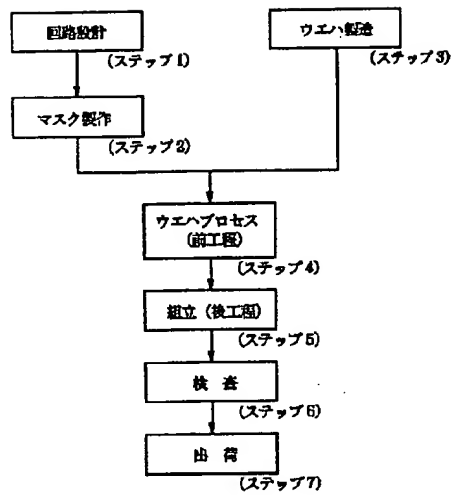 回路設計
(ステップ1)
ウエハ製造
(ステップ3)
マスク製作
(ステップ2)
ウエハプロセス
(前工程)
(ステップ4)
組立(後工程)
(ステップ5)
検 査
(ステップ6)
出 荷
(ステップ7)